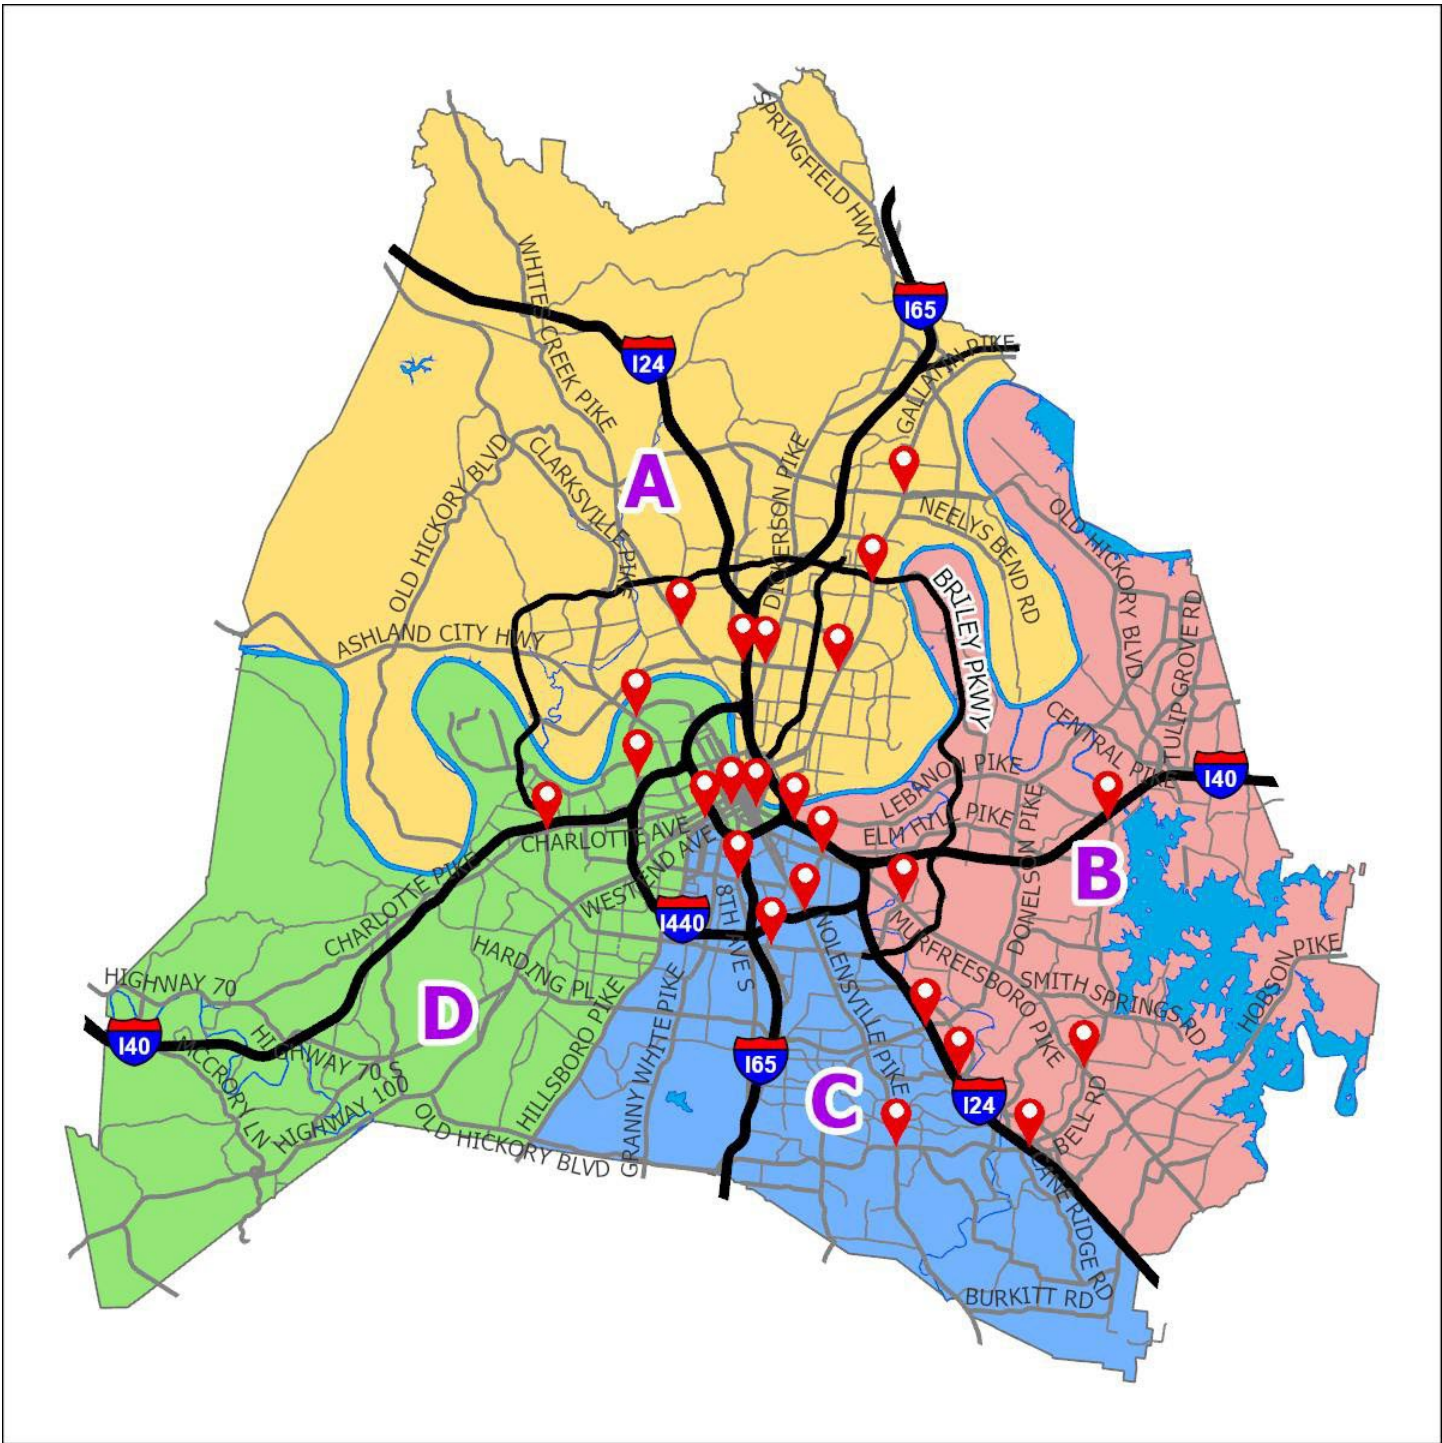 SPRINGFIELD HWY
I65
WHITES CREEK PIKE
I24
GALLATIN PIKE
DICKERSON PIKE
OLD HICKORY BLVD
CLARKSVILLE PIKE
A
NEELYS BEND RD
OLD HICKORY BLVD
BRILEY PKWY
TULIP GROVE RD
ASHLAND CITY HWY
CENTRAL PIKE
LEBANON PIKE
I40
ELM HILL PIKE
DONELSON PIKE
CHARLOTTE AVE
WEST END AVE
B
CHARLOTTE PIKE
8TH AVE S
I440
NOLENSVILLE PIKE
MURFREESBORO PIKE
HARDING PL
HIGHWAY 70
SMITH SPRINGS RD
HOBSON PIKE
D
HILLSBORO PIKE
GRANNY WHITE PIKE
I40
HIGHWAY 70 S
MCCRORY LN
HIGHWAY 100
I65
C
I24
BELL RD
OLD HICKORY BLVD
CANE RIDGE RD
BURKITT RD